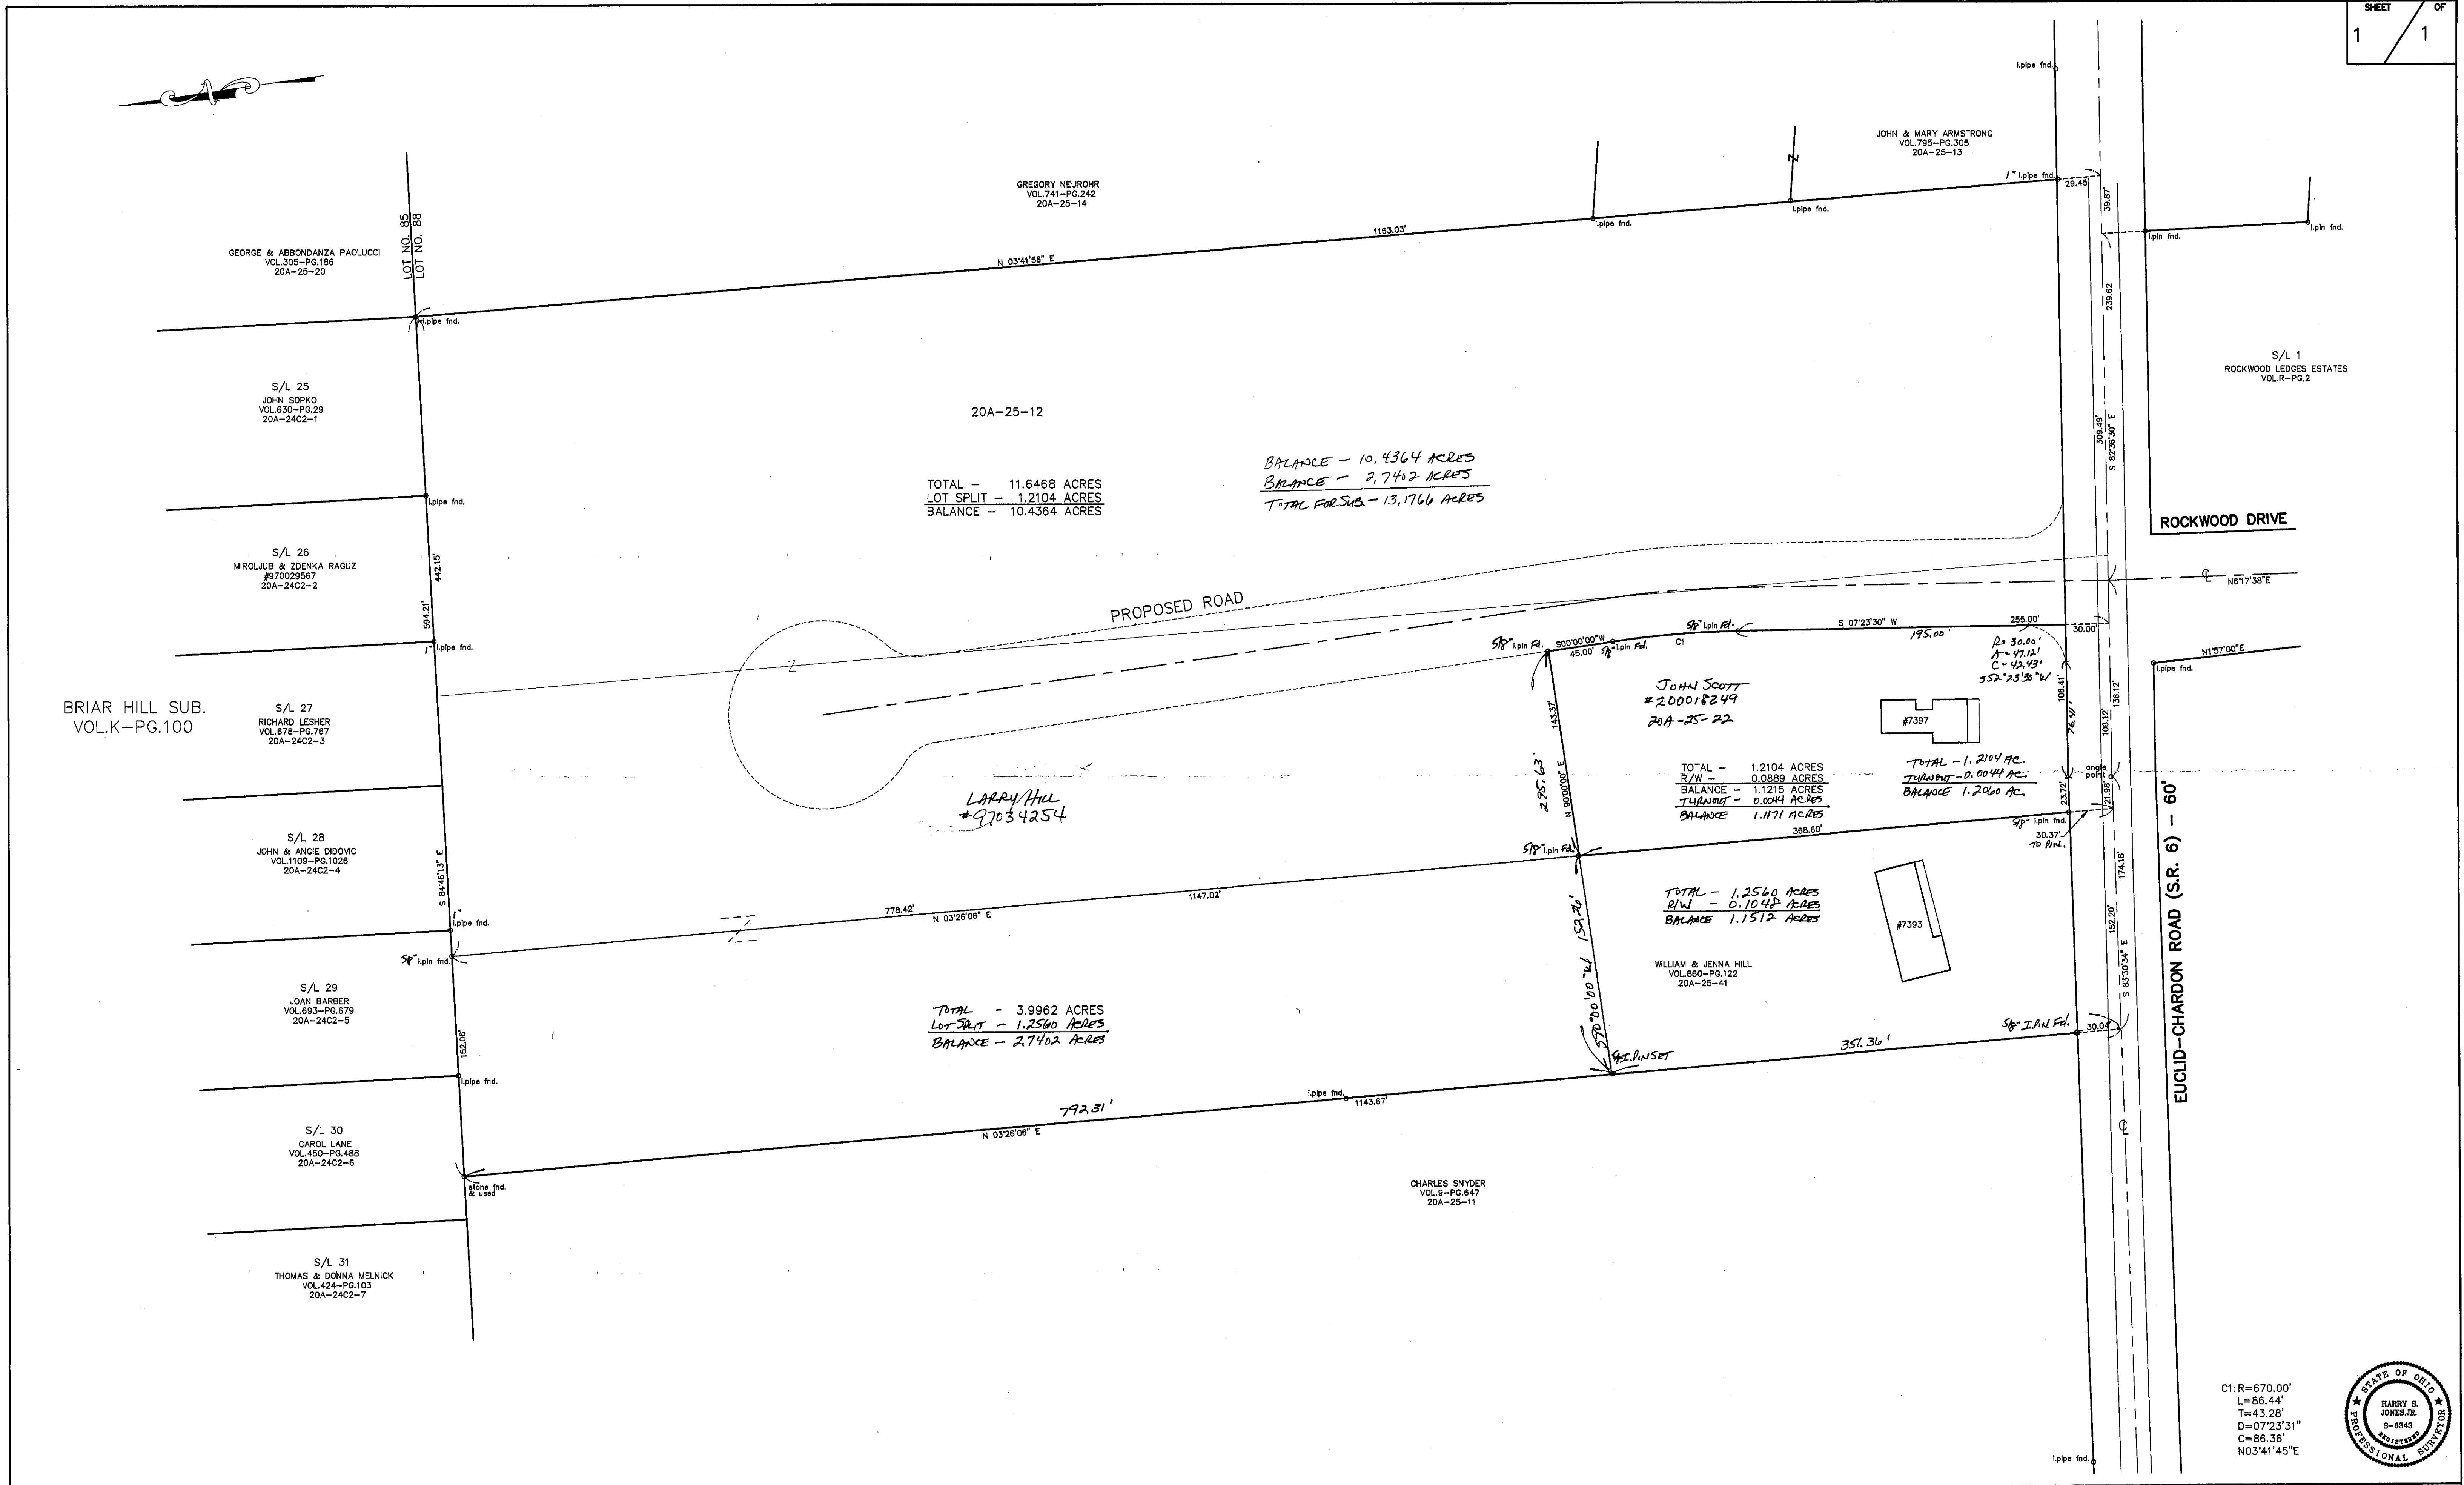 SHEET OF
1 1
GEORGE & ABBONDANZA PAOLUCCI
VOL.305-PG.186
20A-25-20
LOT NO. 85
LOT NO. 88
I.pipe fnd.
S/L 25
JOHN SOPKO
VOL.630-PG.29
20A-24C2-1
I.pipe fnd.
S/L 26
MIROLJUB & ZDENKA RAGUZ
#970029567
20A-24C2-2
442.15'
594.21'
1" I.pipe fnd.
BRIAR HILL SUB.
VOL.K-PG.100
S/L 27
RICHARD LESHER
VOL.678-PG.767
20A-24C2-3
S/L 28
JOHN & ANGIE DIDOVIC
VOL.1109-PG.1026
20A-24C2-4
S 84°46'13" E
1"
I.pipe fnd.
5/8" I.pin fnd.
S/L 29
JOAN BARBER
VOL.693-PG.679
20A-24C2-5
152.06'
I.pipe fnd.
S/L 30
CAROL LANE
VOL.450-PG.488
20A-24C2-6
stone fnd.
& used
S/L 31
THOMAS & DONNA MELNICK
VOL.424-PG.103
20A-24C2-7
GREGORY NEUROHR
VOL.741-PG.242
20A-25-14
N 03°41'56" E
1163.03'
I.pipe fnd.
I.pipe fnd.
JOHN & MARY ARMSTRONG
VOL.795-PG.305
20A-25-13
I.pipe fnd.
1" I.pipe fnd.
29.45'
39.87'
I.pin fnd.
I.pin fnd.
239.62
309.49'
S 82°36'30" E
S/L 1
ROCKWOOD LEDGES ESTATES
VOL.R-PG.2
ROCKWOOD DRIVE
N6°17'38"E
N1°57'00"E
I.pipe fnd.
20A-25-12
TOTAL - 11.6468 ACRES
LOT SPLIT - 1.2104 ACRES
BALANCE - 10.4364 ACRES
BALANCE - 10.4364 ACRES
BALANCE - 2.7402 ACRES
TOTAL FOR SUB. - 13.1766 ACRES
PROPOSED ROAD
LARRY HILL
#97034254
5/8" I.pin Fd.
S00°00'00"W
45.00'
5/8" I.pin Fnd.
C1
5/8" I.pin Fd.
S 07°23'30" W
195.00'
255.00'
30.00'
R= 30.00'
A= 47.12'
C= 42.43'
S52°23'30"W
JOHN SCOTT
#200018249
20A-25-22
#7397
143.37'
295.63'
N 90°00'00" E
TOTAL - 1.2104 ACRES
R/W - 0.0889 ACRES
BALANCE - 1.1215 ACRES
TURNOUT - 0.0044 ACRES
BALANCE 1.1171 ACRES
TOTAL - 1.2104 AC.
TURNOUT - 0.0044 AC.
BALANCE 1.2060 AC.
106.41'
76.41'
106.12'
136.12'
angle
point
23.72'
21.98'
5/8" I.pin fnd.
30.37'
TO PIN.
368.60'
5/8" I.pin Fd.
778.42'
N 03°26'06" E
1147.02'
TOTAL - 1.2560 ACRES
R/W - 0.1048 ACRES
BALANCE 1.1512 ACRES
#7393
WILLIAM & JENNA HILL
VOL.860-PG.122
20A-25-41
152.26'
S90°00'00"W
174.18'
152.20'
S 83°30'34" E
5/8" I.PIN Fd.
30.04'
351.36'
5/8" I.PIN SET
TOTAL - 3.9962 ACRES
LOT SPLIT - 1.2560 ACRES
BALANCE - 2.7402 ACRES
792.31'
N 03°26'06" E
I.pipe fnd.
1143.67'
CHARLES SNYDER
VOL.9-PG.647
20A-25-11
EUCLID-CHARDON ROAD (S.R. 6) - 60'
I.pipe fnd.
C1: R=670.00'
L=86.44'
T=43.28'
D=07°23'31"
C=86.36'
N03°41'45"E
STATE OF OHIO
HARRY S.
JONES,JR.
S-6343
REGISTERED
PROFESSIONAL SURVEYOR